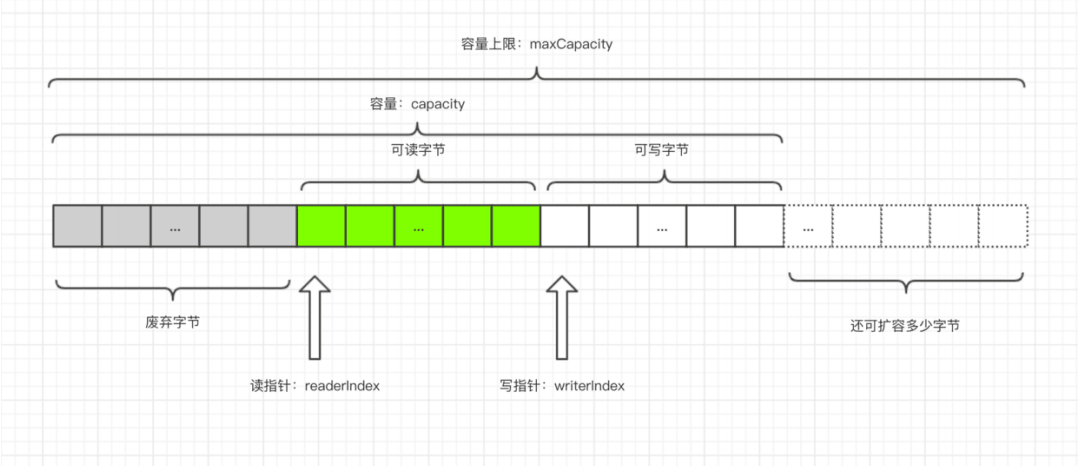 容量上限：maxCapacity
容量：capacity
可读字节
可写字节
...
...
...
...
废弃字节
还可扩容多少字节
读指针：readerIndex
写指针：writerIndex